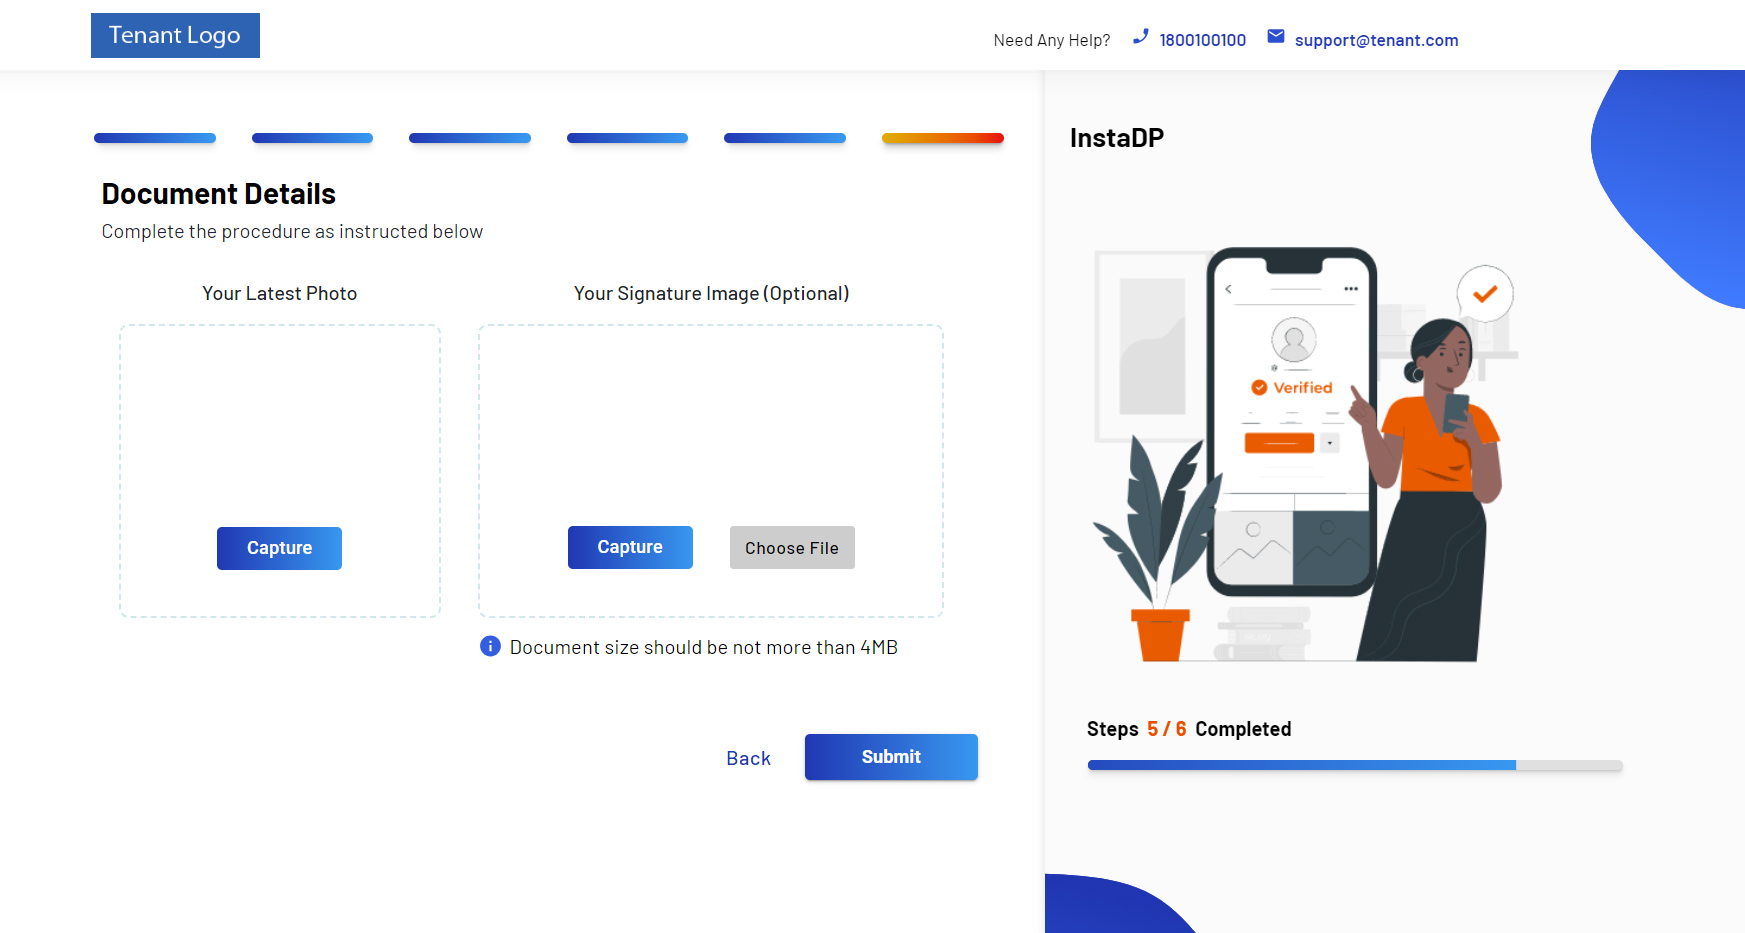 Tenant Logo
Need Any Help? 1800100100 support@tenant.com
InstaDP
Document Details
Complete the procedure as instructed below
Your Latest Photo
Your Signature Image (Optional)
Capture
Capture Choose File
Document size should be not more than 4MB
Back Submit
Verified
Steps 5 / 6 Completed